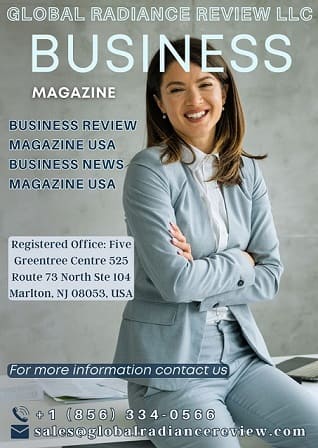 GLOBAL RADIANCE REVIEW LLC
BUSINESS
MAGAZINE
BUSINESS REVIEW
MAGAZINE USA
BUSINESS NEWS
MAGAZINE USA
Registered Office: Five
Greentree Centre 525
Route 73 North Ste 104
Marlton, NJ 08053, USA
For more information contact us
+1 (856) 334-0566
sales@globalradiancereview.com